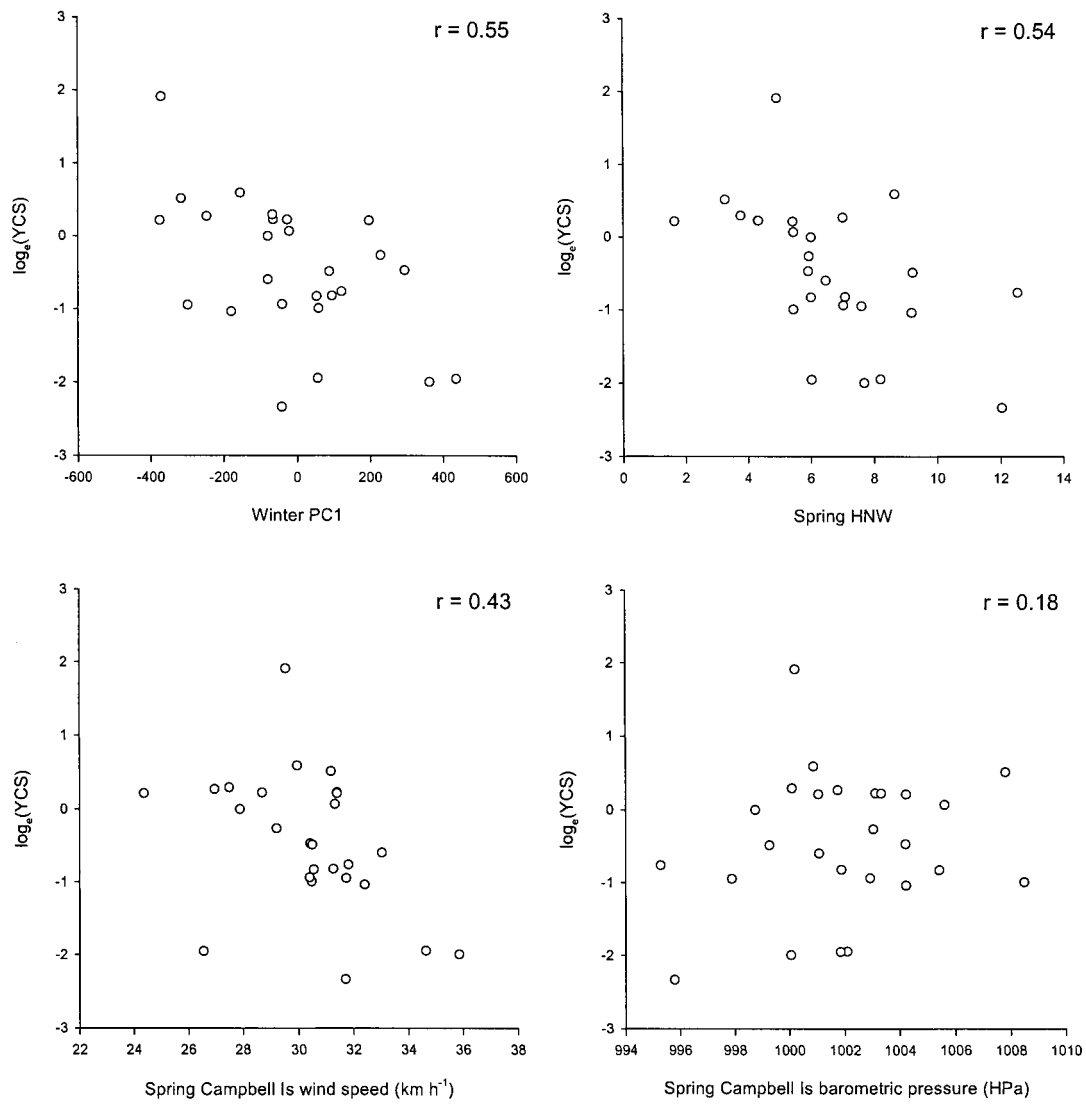 r = 0.55
3
2
1
0
-1
-2
-3
logₑ(YCS)
-600 -400 -200 0 200 400 600
Winter PC1
r = 0.54
3
2
1
0
-1
-2
-3
logₑ(YCS)
0 2 4 6 8 10 12 14
Spring HNW
r = 0.43
3
2
1
0
-1
-2
-3
logₑ(YCS)
22 24 26 28 30 32 34 36 38
Spring Campbell Is wind speed (km h⁻¹)
r = 0.18
3
2
1
0
-1
-2
-3
logₑ(YCS)
994 996 998 1000 1002 1004 1006 1008 1010
Spring Campbell Is barometric pressure (HPa)